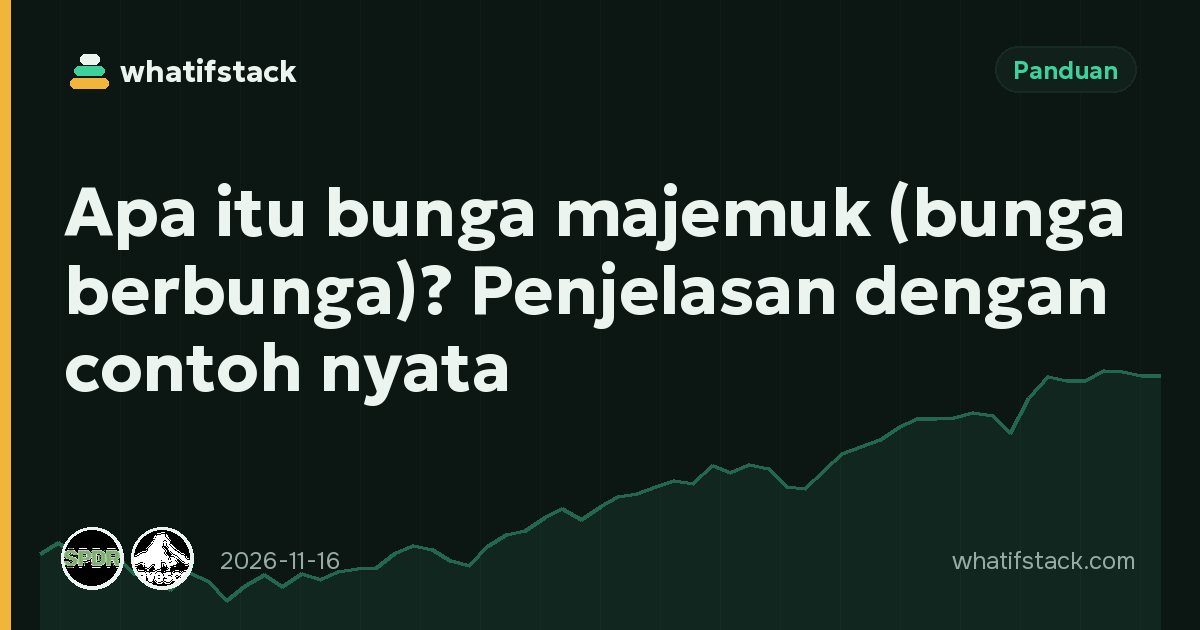 whatifstack
Panduan
Apa itu bunga majemuk (bunga
berbunga)? Penjelasan dengan
contoh nyata
SPDR
2026-11-16
whatifstack.com